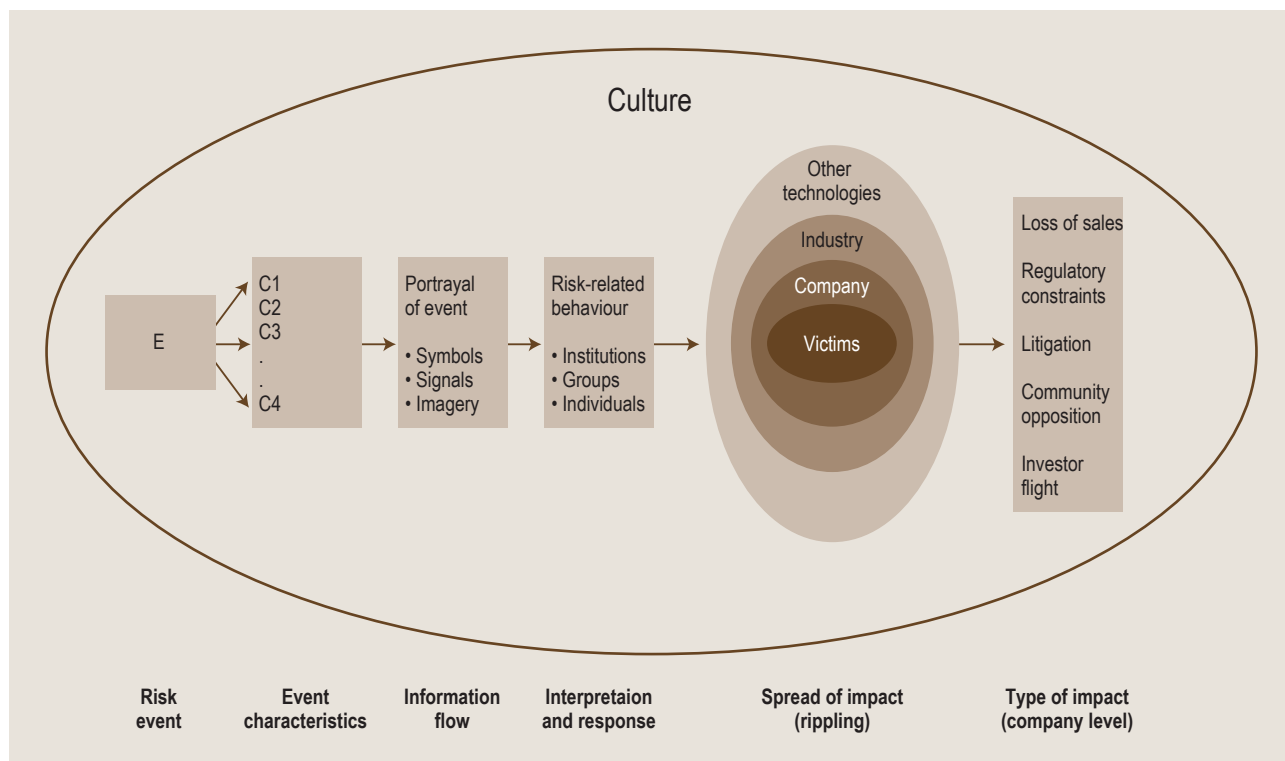 Culture
E
C1
C2
C3
.
.
C4
Portrayal
of event
• Symbols
• Signals
• Imagery
Risk-related
behaviour
• Institutions
• Groups
• Individuals
Other
technologies
Industry
Company
Victims
Loss of sales
Regulatory
constraints
Litigation
Community
opposition
Investor
flight
Risk
event
Event
characteristics
Information
flow
Interpretaion
and response
Spread of impact
(rippling)
Type of impact
(company level)